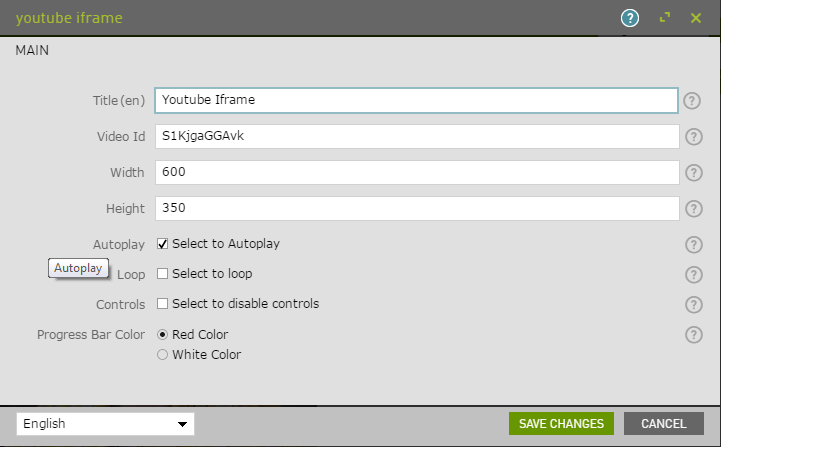 youtube iframe ?
MAIN
Title (en) Youtube Iframe ?
Video Id S1KjgaGGAvk ?
Width 600 ?
Height 350 ?
Autoplay Select to Autoplay ?
Autoplay
Loop Select to loop ?
Controls Select to disable controls ?
Progress Bar Color Red Color ?
White Color
English SAVE CHANGES CANCEL